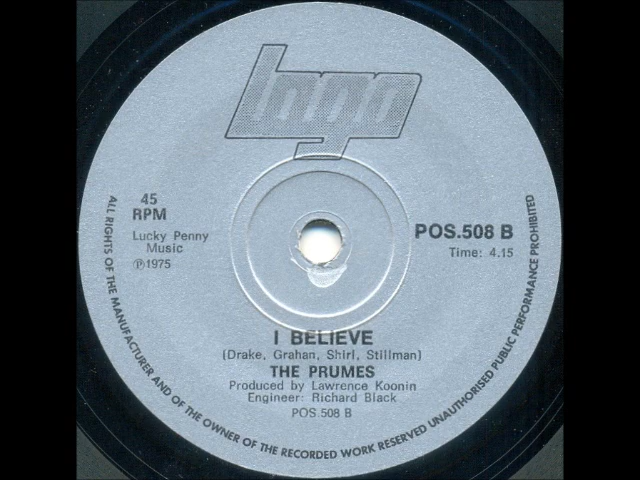 logo
45
RPM
Lucky Penny
Music
℗1975
POS.508 B
Time: 4.15
I BELIEVE
(Drake, Grahan, Shirl, Stillman)
THE PRUMES
Produced by Lawrence Koonin
Engineer: Richard Black
POS.508 B
ALL RIGHTS OF THE MANUFACTURER AND OF THE OWNER OF THE RECORDED WORK RESERVED UNAUTHORISED PUBLIC PERFORMANCE PROHIBITED